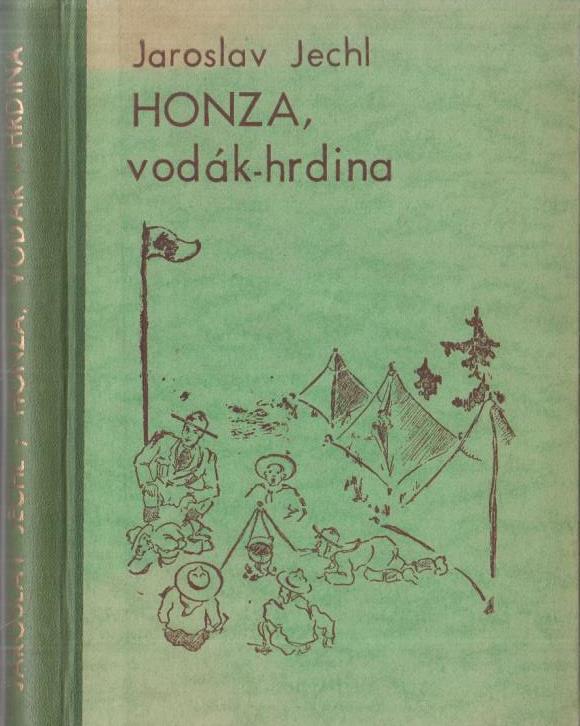 Jaroslav Jechl
HONZA,
vodák-hrdina
JAROSLAV JECHL / HONZA, VODÁK - HRDINA